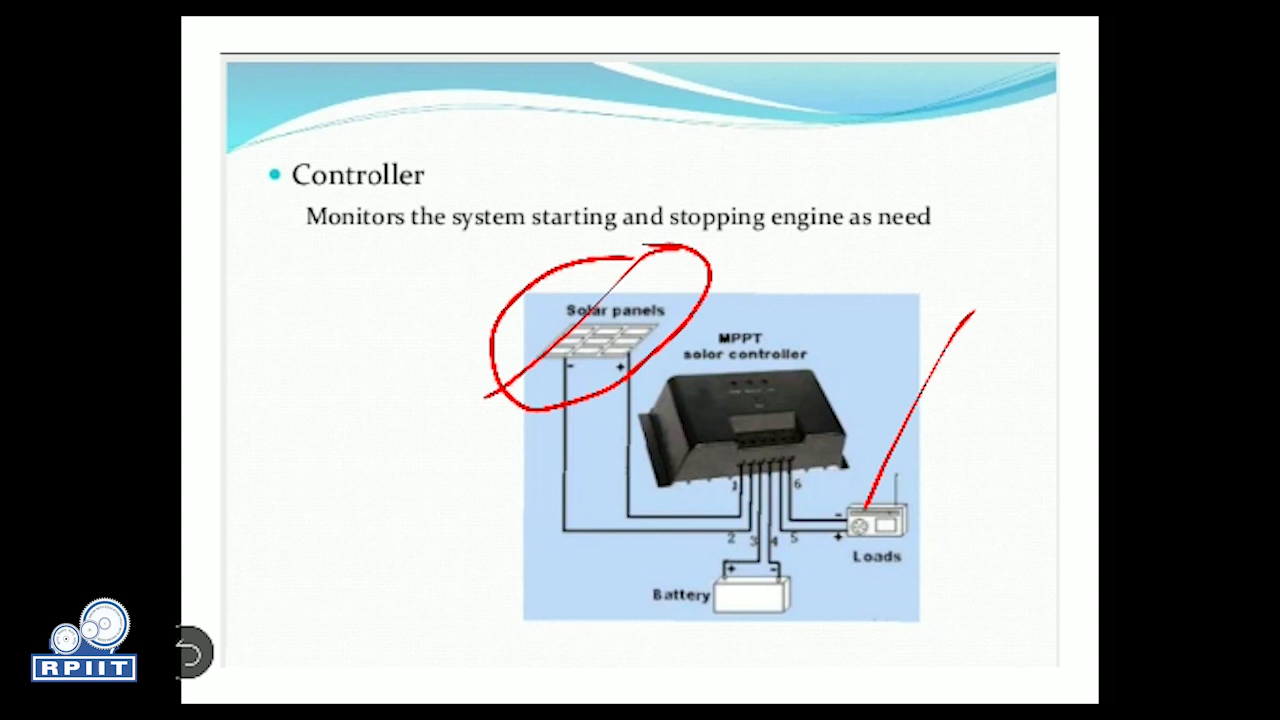 Controller
Monitors the system starting and stopping engine as need
Solar panels
- +
MPPT
solor controller
1 6
2 3 4 5
-
+
Loads
+ -
Battery
RPIIT